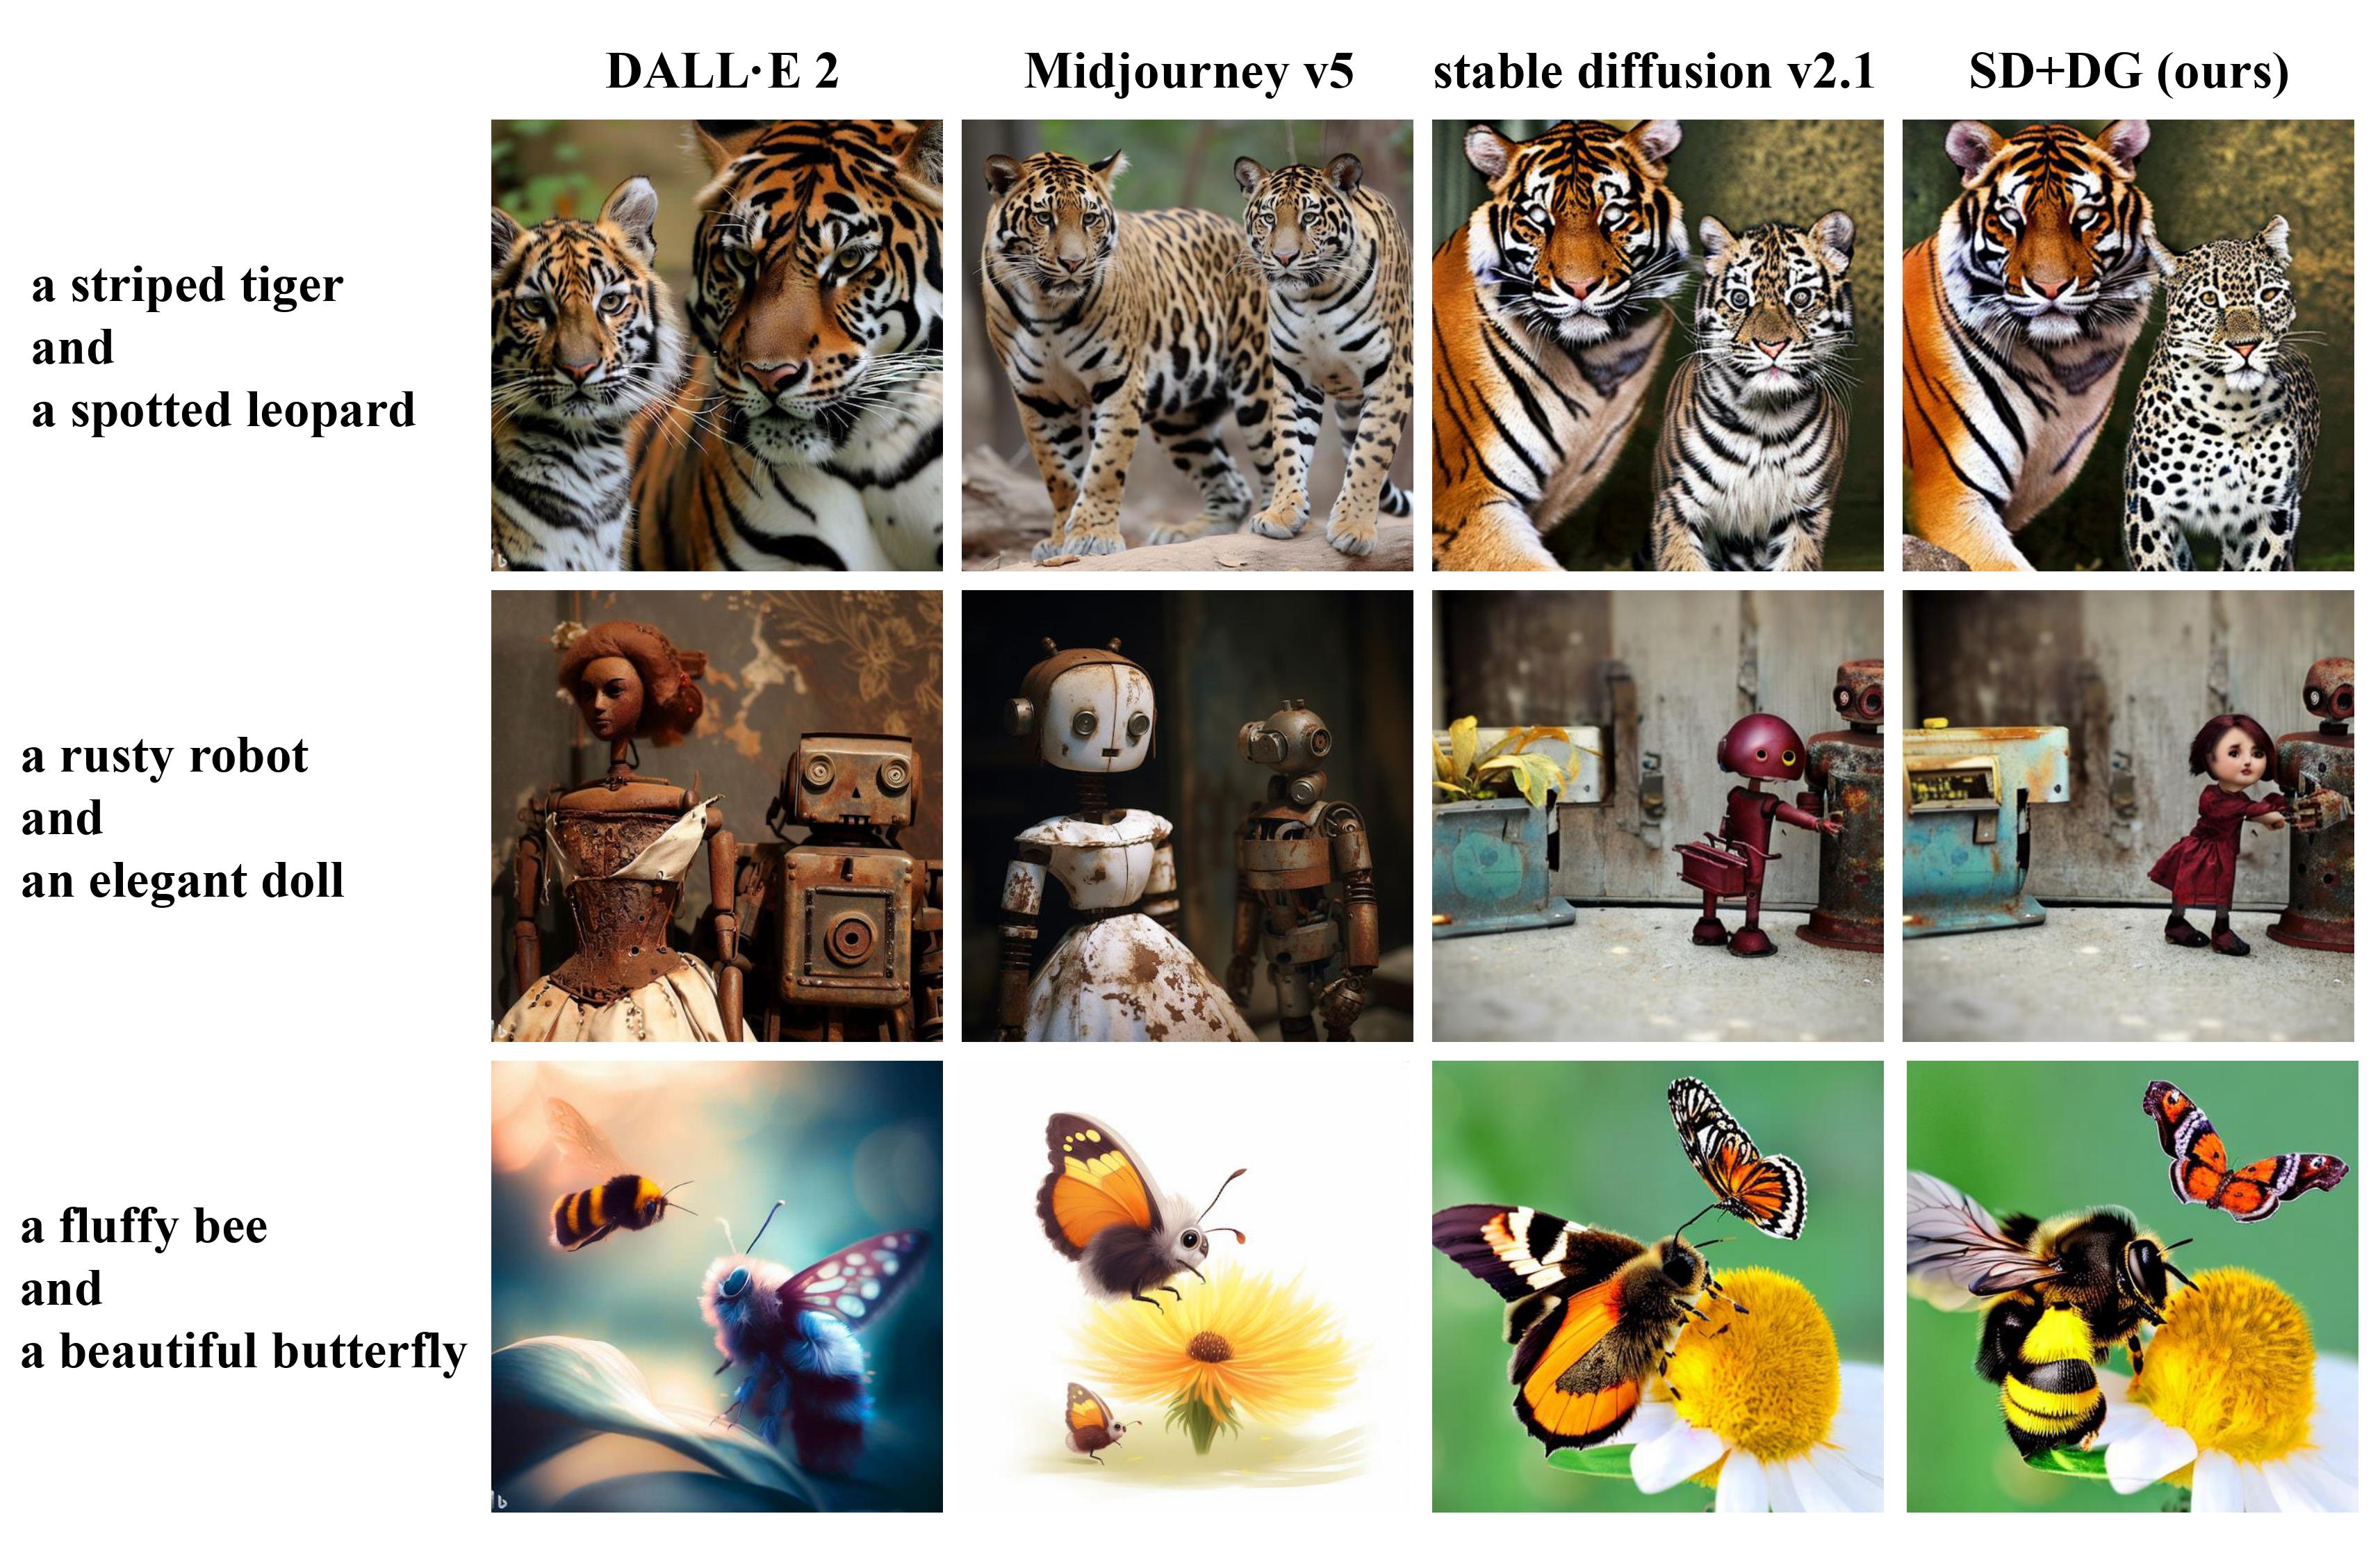 DALL·E 2
Midjourney v5
stable diffusion v2.1
SD+DG (ours)
a striped tiger
and
a spotted leopard
a rusty robot
and
an elegant doll
a fluffy bee
and
a beautiful butterfly